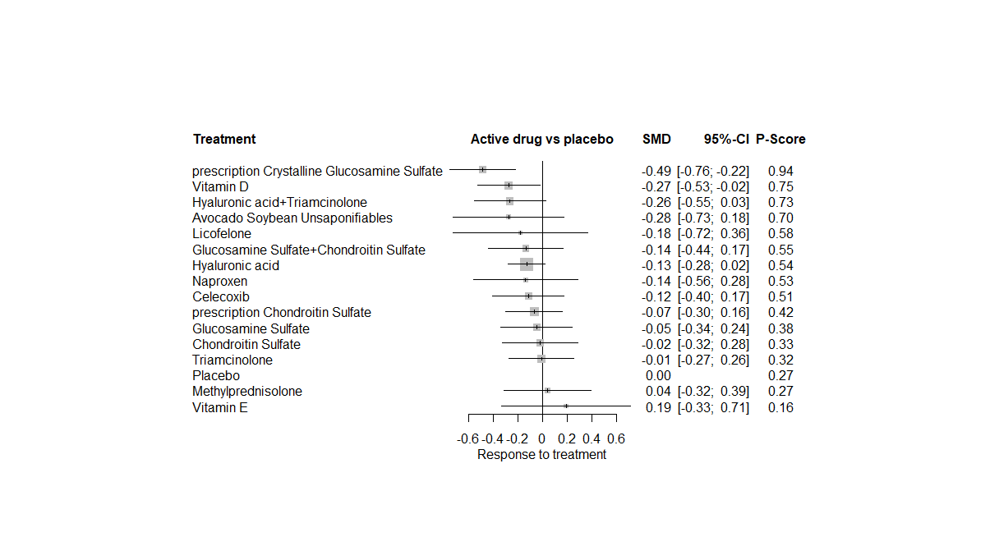 Treatment Active drug vs placebo SMD 95%-CI P-Score
prescription Crystalline Glucosamine Sulfate -0.49 [-0.76; -0.22] 0.94
Vitamin D -0.27 [-0.53; -0.02] 0.75
Hyaluronic acid+Triamcinolone -0.26 [-0.55; 0.03] 0.73
Avocado Soybean Unsaponifiables -0.28 [-0.73; 0.18] 0.70
Licofelone -0.18 [-0.72; 0.36] 0.58
Glucosamine Sulfate+Chondroitin Sulfate -0.14 [-0.44; 0.17] 0.55
Hyaluronic acid -0.13 [-0.28; 0.02] 0.54
Naproxen -0.14 [-0.56; 0.28] 0.53
Celecoxib -0.12 [-0.40; 0.17] 0.51
prescription Chondroitin Sulfate -0.07 [-0.30; 0.16] 0.42
Glucosamine Sulfate -0.05 [-0.34; 0.24] 0.38
Chondroitin Sulfate -0.02 [-0.32; 0.28] 0.33
Triamcinolone -0.01 [-0.27; 0.26] 0.32
Placebo 0.00 0.27
Methylprednisolone 0.04 [-0.32; 0.39] 0.27
Vitamin E 0.19 [-0.33; 0.71] 0.16
-0.6 -0.4 -0.2 0 0.2 0.4 0.6
Response to treatment